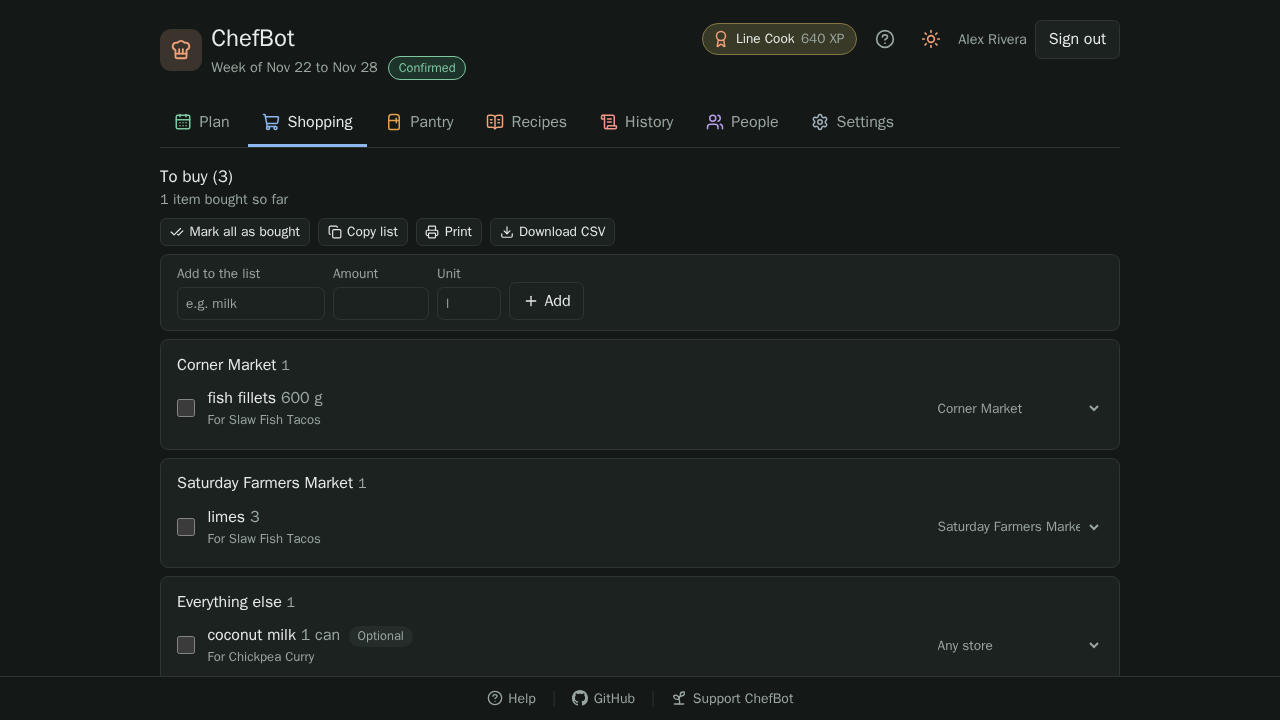 ChefBot
Week of Nov 22 to Nov 28 Confirmed
Line Cook 640 XP
Alex Rivera
Sign out
Plan
Shopping
Pantry
Recipes
History
People
Settings
To buy (3)
1 item bought so far
Mark all as bought
Copy list
Print
Download CSV
Add to the list
Amount
Unit
e.g. milk
l
Add
Corner Market 1
fish fillets 600 g
For Slaw Fish Tacos
Corner Market
Saturday Farmers Market 1
limes 3
For Slaw Fish Tacos
Saturday Farmers Marke
Everything else 1
coconut milk 1 can Optional
For Chickpea Curry
Any store
Help
GitHub
Support ChefBot